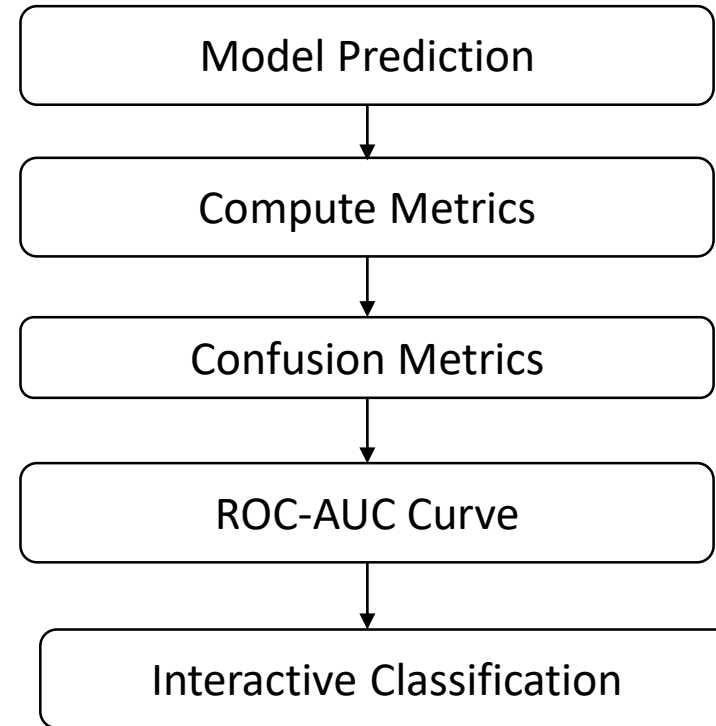 Model Prediction
Compute Metrics
Confusion Metrics
ROC-AUC Curve
Interactive Classification